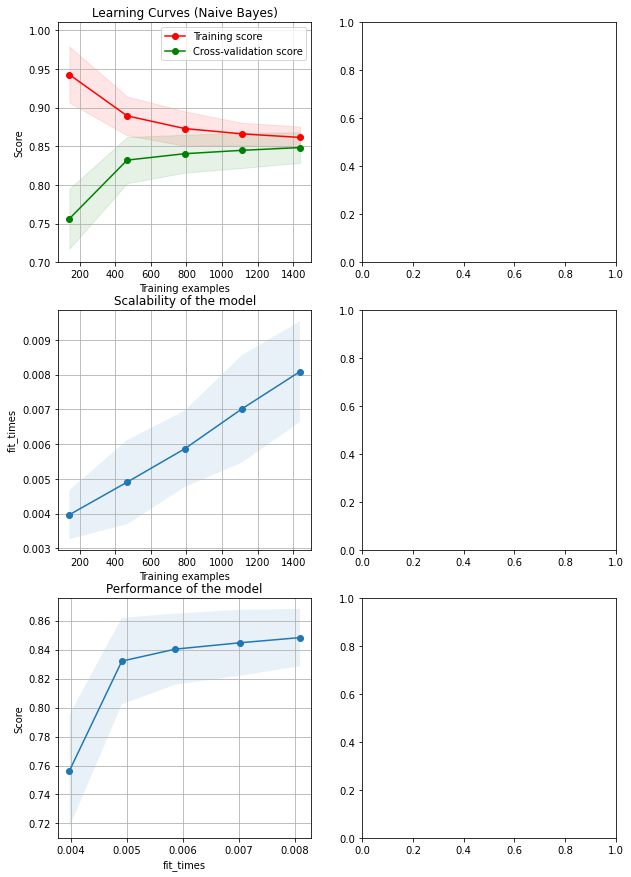 Learning Curves (Naive Bayes)
1.00
0.95
0.90
0.85
0.80
0.75
0.70
Score
Training score
Cross-validation score
200 400 600 800 1000 1200 1400
Training examples
1.0
0.8
0.6
0.4
0.2
0.0
0.0 0.2 0.4 0.6 0.8 1.0
Scalability of the model
0.009
0.008
0.007
0.006
0.005
0.004
0.003
fit_times
200 400 600 800 1000 1200 1400
Training examples
1.0
0.8
0.6
0.4
0.2
0.0
0.0 0.2 0.4 0.6 0.8 1.0
Performance of the model
0.86
0.84
0.82
0.80
0.78
0.76
0.74
0.72
Score
0.004 0.005 0.006 0.007 0.008
fit_times
1.0
0.8
0.6
0.4
0.2
0.0
0.0 0.2 0.4 0.6 0.8 1.0